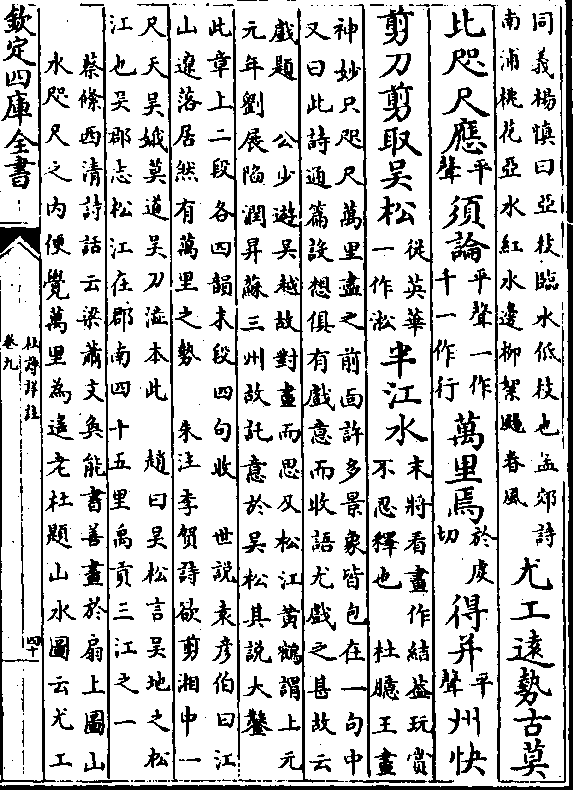 同義楊慎曰亞枝臨水低枝也孟郊詩
南浦桃花亞水紅水邊柳絮颺春風
尤工遠勢古莫
比咫尺應
平
聲
須論
平聲一作
千一作行
萬里焉
於虔
切
得并
平
聲
州快
剪刀剪取吳松
從英華
一作淞
半江水
末將看畫作結葢玩賞
不忍釋也　杜臆王畫
神妙只咫尺萬里盡之前面許多景象皆包在一句中
又曰此詩通篇設想俱有戲意而收語尤戲之甚故云
戲題　公少遊吳越故對畫而思及松江黄鶴謂上元
元年劉展陷潤昇蘇三州故託意於吳松其說大鑿
此章上二段各四韻末段四句收　世說袁彦伯曰江
山遼落居然有萬里之勢　朱注李賀詩欲剪湘中一
尺天吳娥莫道吳刀澁本此　趙曰吳松言吳地之松
江也吳郡志松江在郡南四十五里禹貢三江之一
蔡絛西清詩話云梁蕭文奐能書善畫於扇上圖山
水咫尺之内便覺萬里為遥老杜題山水圖云尤工
欽定四庫全書
杜詩詳註
卷九
四十